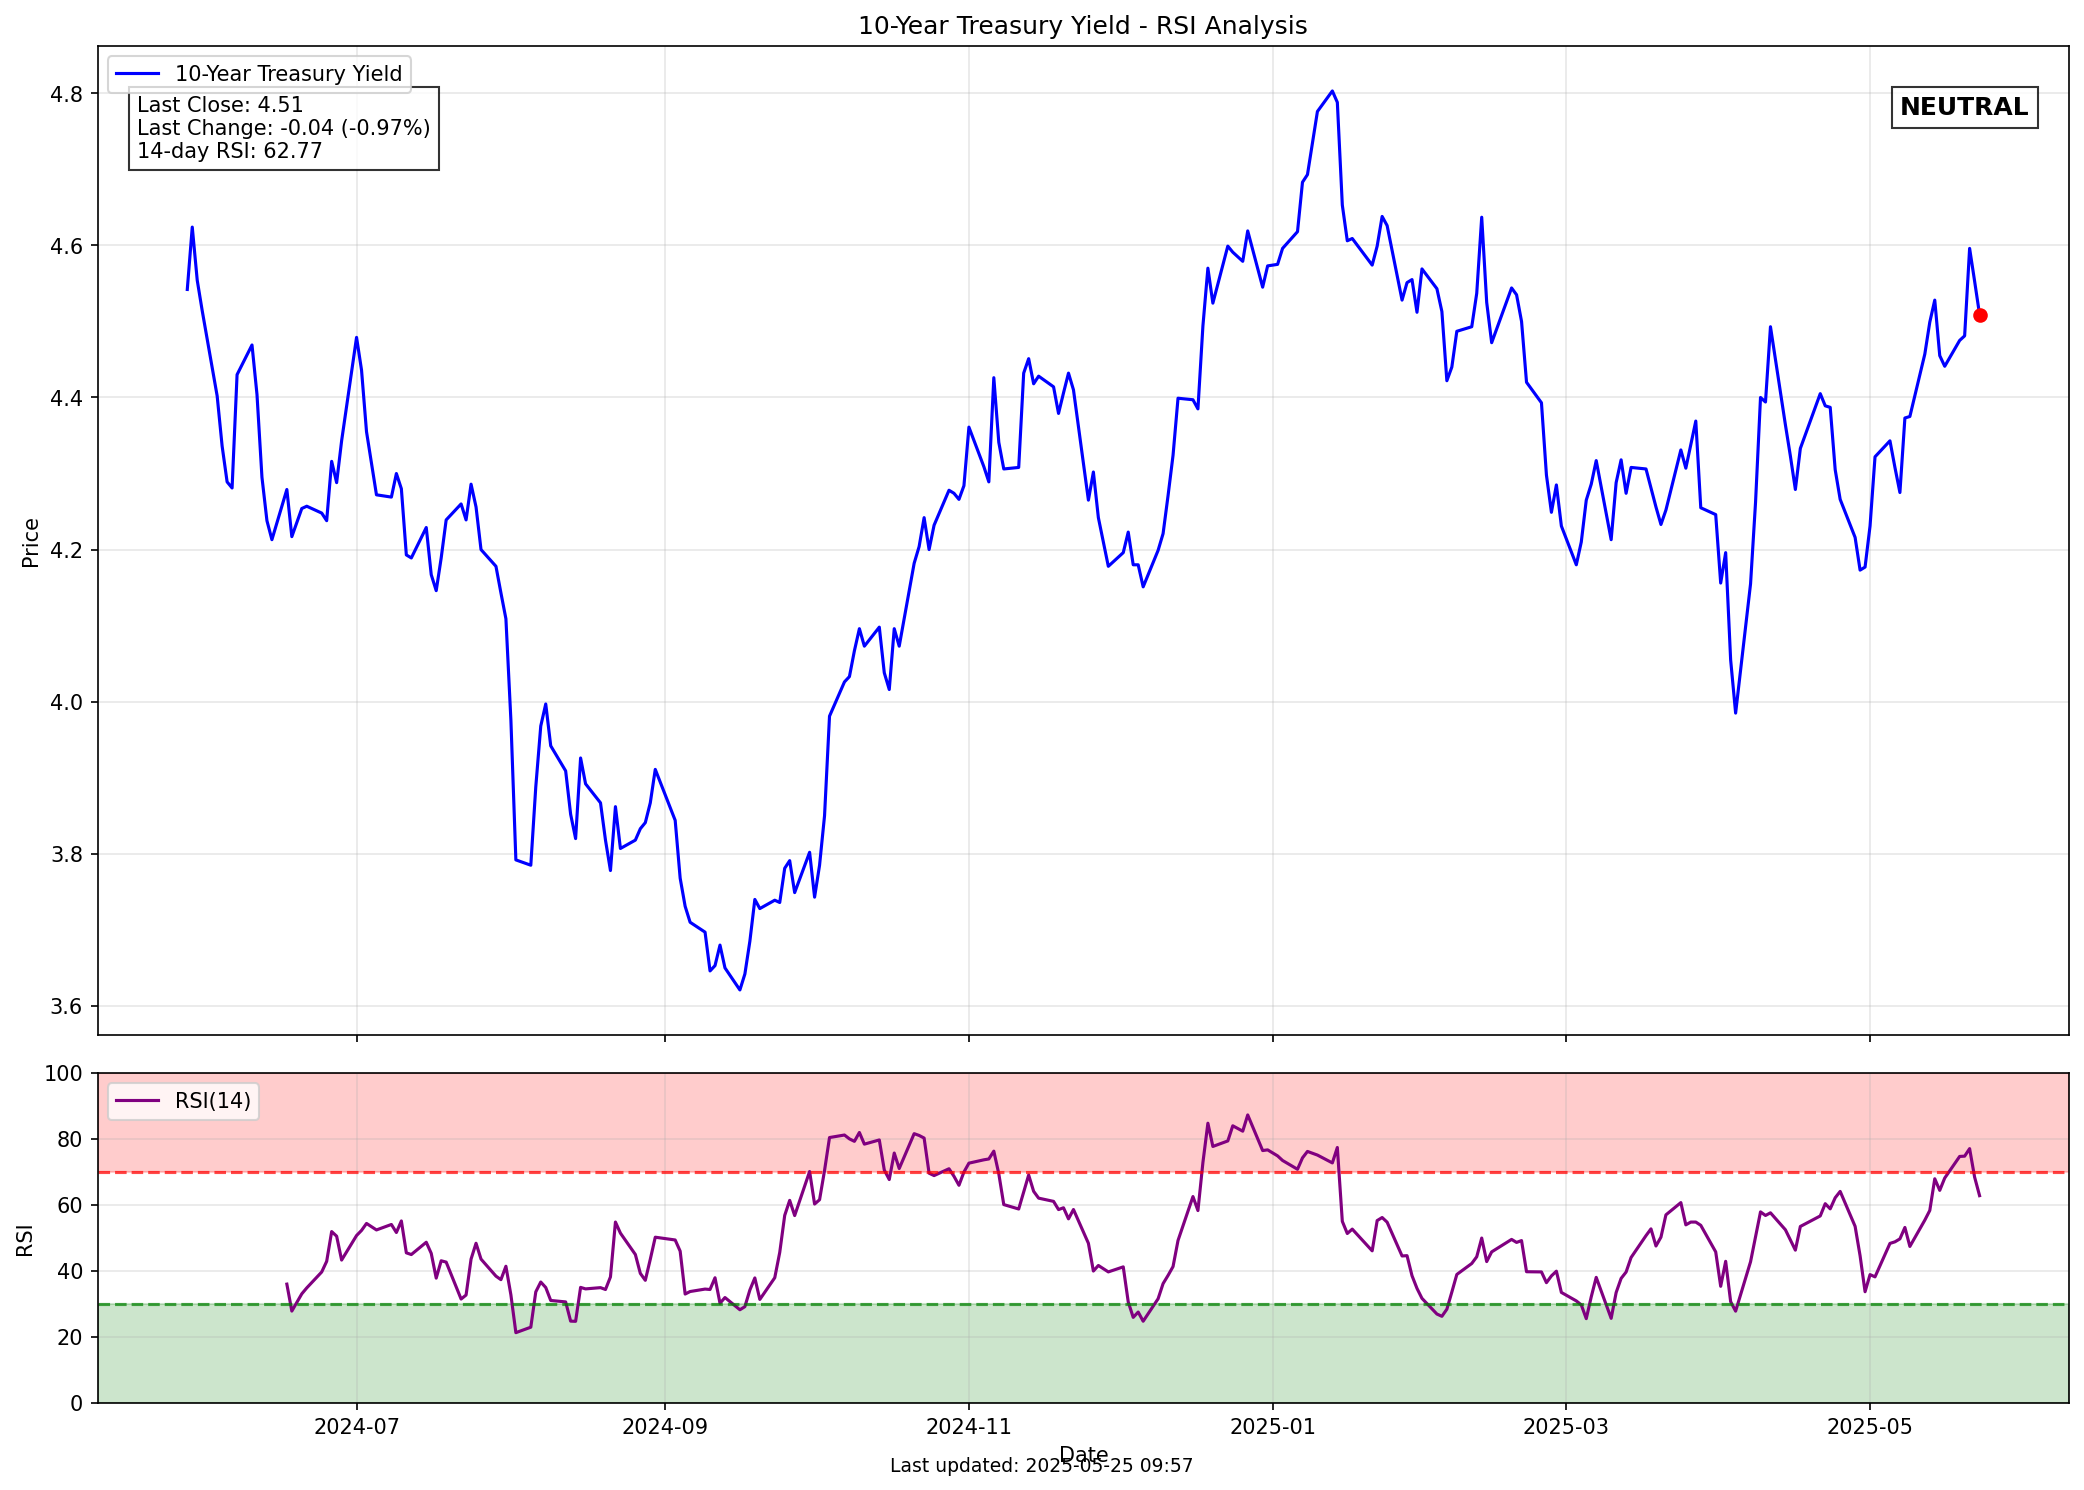 10-Year Treasury Yield - RSI Analysis
10-Year Treasury Yield
Last Close: 4.51
Last Change: -0.04 (-0.97%)
14-day RSI: 62.77
NEUTRAL
Price
4.8
4.6
4.4
4.2
4.0
3.8
3.6
RSI(14)
RSI
100
80
60
40
20
0
2024-07
2024-09
2024-11
2025-01
2025-03
2025-05
Date
Last updated: 2025-05-25 09:57